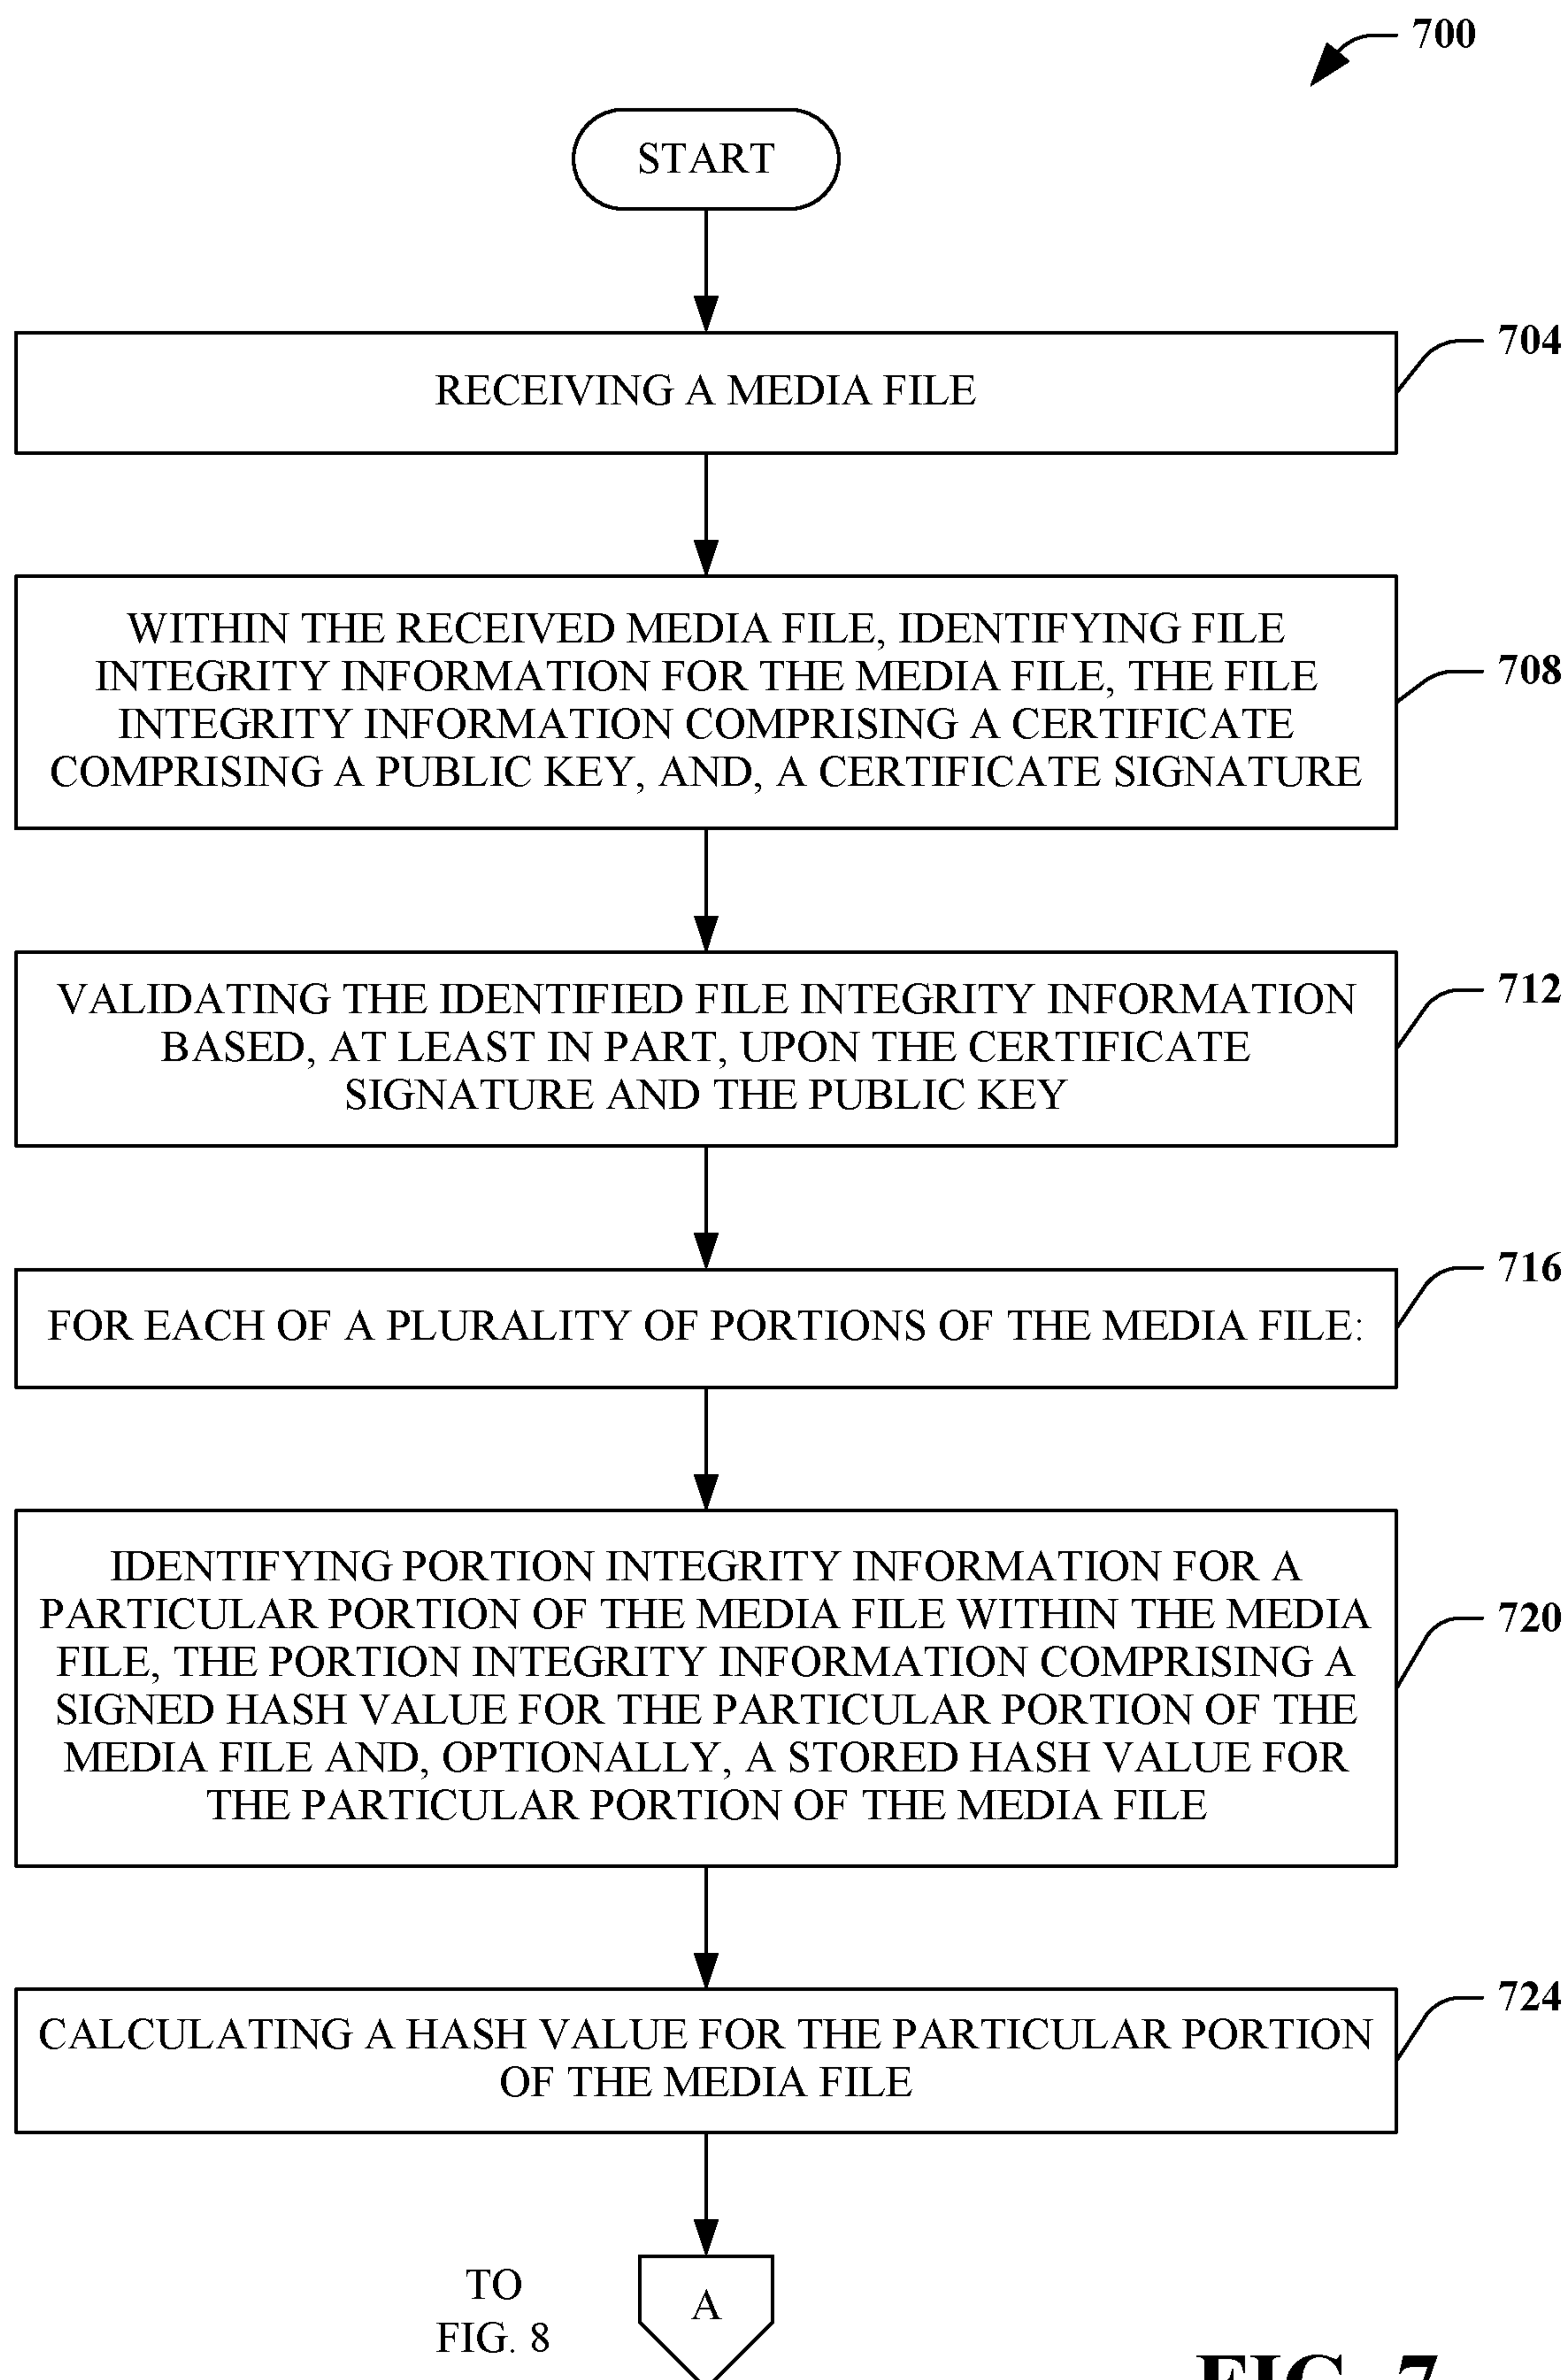 700
START
704
RECEIVING A MEDIA FILE
WITHIN THE RECEIVED MEDIA FILE, IDENTIFYING FILE
INTEGRITY INFORMATION FOR THE MEDIA FILE, THE FILE
INTEGRITY INFORMATION COMPRISING A CERTIFICATE
COMPRISING A PUBLIC KEY, AND, A CERTIFICATE SIGNATURE
708
VALIDATING THE IDENTIFIED FILE INTEGRITY INFORMATION
BASED, AT LEAST IN PART, UPON THE CERTIFICATE
SIGNATURE AND THE PUBLIC KEY
712
716
FOR EACH OF A PLURALITY OF PORTIONS OF THE MEDIA FILE:
IDENTIFYING PORTION INTEGRITY INFORMATION FOR A
PARTICULAR PORTION OF THE MEDIA FILE WITHIN THE MEDIA
FILE, THE PORTION INTEGRITY INFORMATION COMPRISING A
SIGNED HASH VALUE FOR THE PARTICULAR PORTION OF THE
MEDIA FILE AND, OPTIONALLY, A STORED HASH VALUE FOR
THE PARTICULAR PORTION OF THE MEDIA FILE
720
724
CALCULATING A HASH VALUE FOR THE PARTICULAR PORTION
OF THE MEDIA FILE
TO
FIG. 8
A
FIG. 7